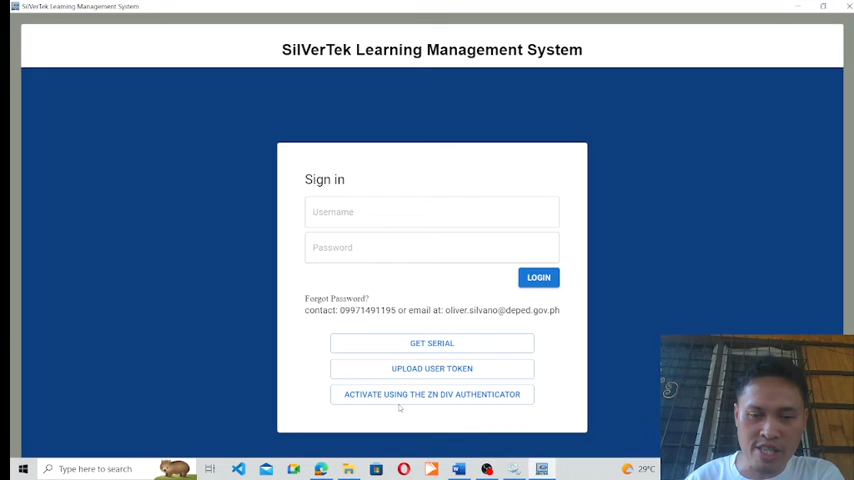 SilVerTek Learning Management System
SilVerTek Learning Management System
Sign in
Username
Password
LOGIN
Forgot Password?
contact: 09971491195 or email at: oliver.silvano@deped.gov.ph
GET SERIAL
UPLOAD USER TOKEN
ACTIVATE USING THE ZN DIV AUTHENTICATOR
Type here to search
29°C